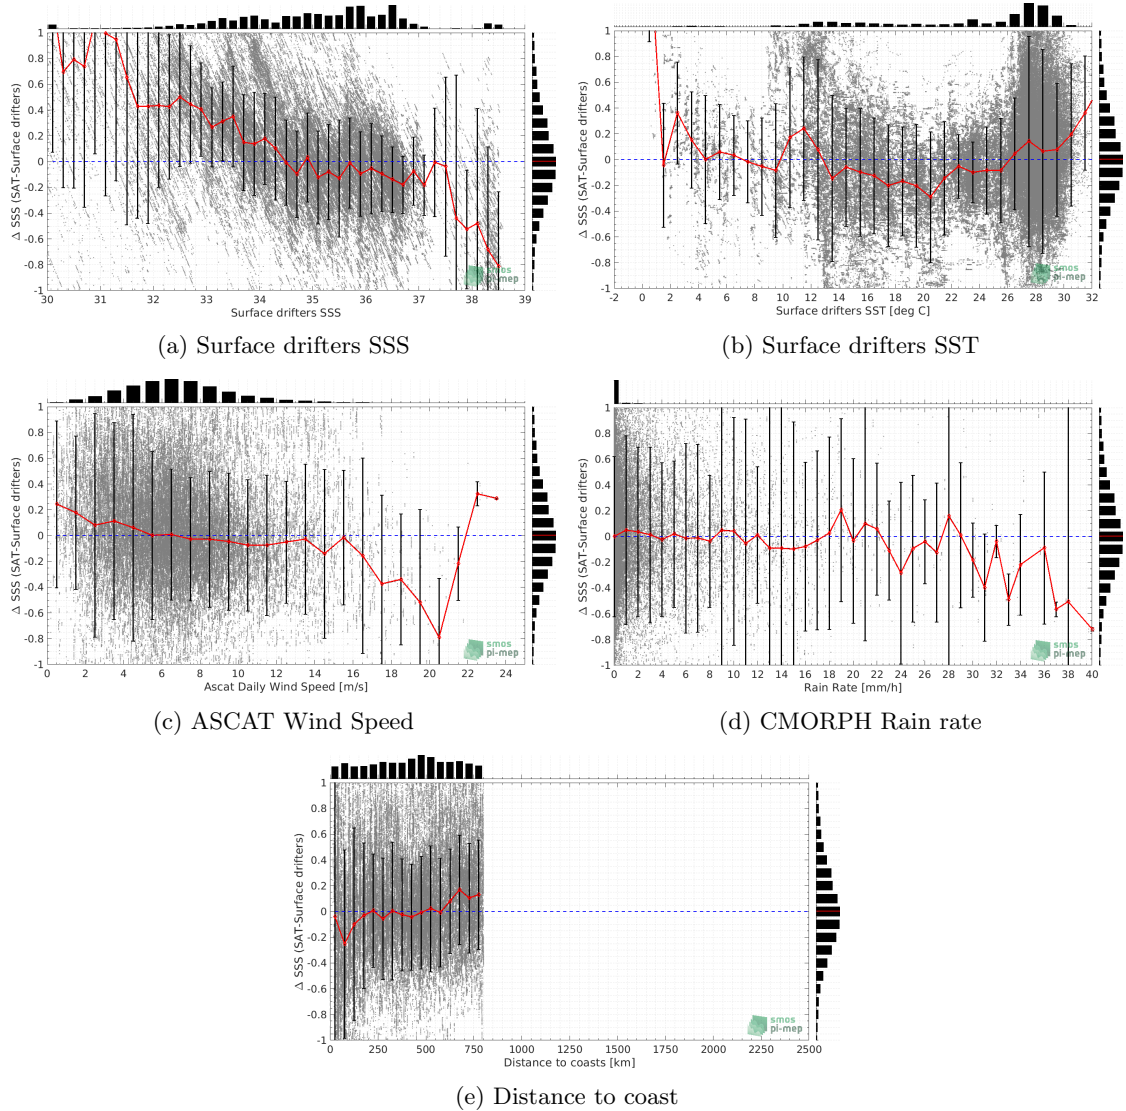 1
0.8
0.6
0.4
0.2
0
-0.2
-0.4
-0.6
-0.8
-1
Δ SSS (SAT-Surface drifters)
smos
pi-mep
30 31 32 33 34 35 36 37 38 39
Surface drifters SSS
(a) Surface drifters SSS
1
0.8
0.6
0.4
0.2
0
-0.2
-0.4
-0.6
-0.8
-1
Δ SSS (SAT-Surface drifters)
smos
pi-mep
-2 0 2 4 6 8 10 12 14 16 18 20 22 24 26 28 30 32
Surface drifters SST [deg C]
(b) Surface drifters SST
1
0.8
0.6
0.4
0.2
0
-0.2
-0.4
-0.6
-0.8
-1
Δ SSS (SAT-Surface drifters)
smos
pi-mep
0 2 4 6 8 10 12 14 16 18 20 22 24
Ascat Daily Wind Speed [m/s]
(c) ASCAT Wind Speed
1
0.8
0.6
0.4
0.2
0
-0.2
-0.4
-0.6
-0.8
-1
Δ SSS (SAT-Surface drifters)
smos
pi-mep
0 2 4 6 8 10 12 14 16 18 20 22 24 26 28 30 32 34 36 38 40
Rain Rate [mm/h]
(d) CMORPH Rain rate
1
0.8
0.6
0.4
0.2
0
-0.2
-0.4
-0.6
-0.8
-1
Δ SSS (SAT-Surface drifters)
smos
pi-mep
0 250 500 750 1000 1250 1500 1750 2000 2250 2500
Distance to coasts [km]
(e) Distance to coast